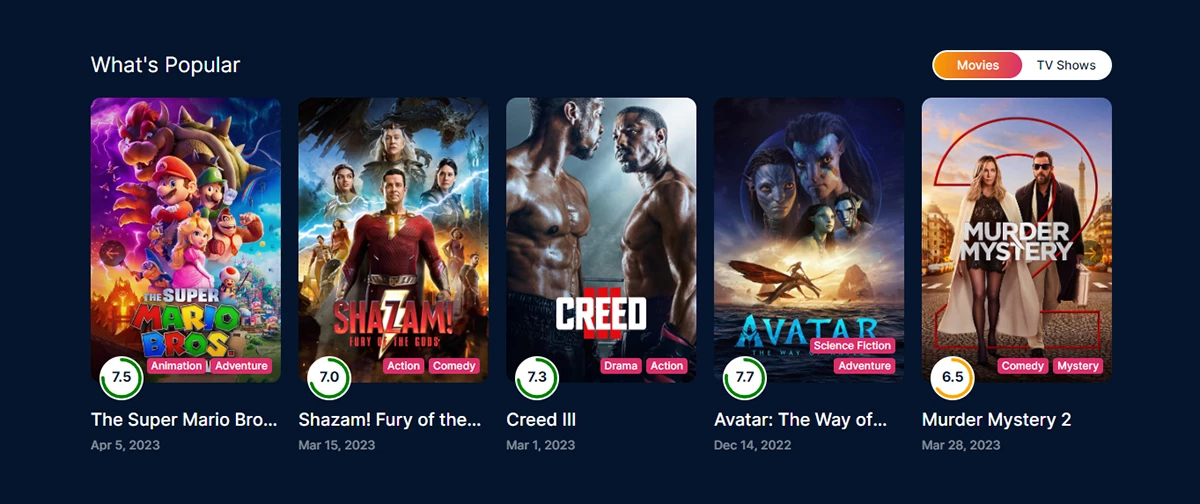 What's Popular
Movies TV Shows
THE SUPER
MARIO
BROS.
7.5
Animation Adventure
The Super Mario Bro...
Apr 5, 2023
SHAZAM!
FURY OF THE GODS
7.0
Action Comedy
Shazam! Fury of the...
Mar 15, 2023
CREED
III
7.3
Drama Action
Creed III
Mar 1, 2023
AVATAR
THE WAY
Science Fiction
7.7
Adventure
Avatar: The Way of...
Dec 14, 2022
2
MURDER
MYSTERY
6.5
Comedy Mystery
Murder Mystery 2
Mar 28, 2023